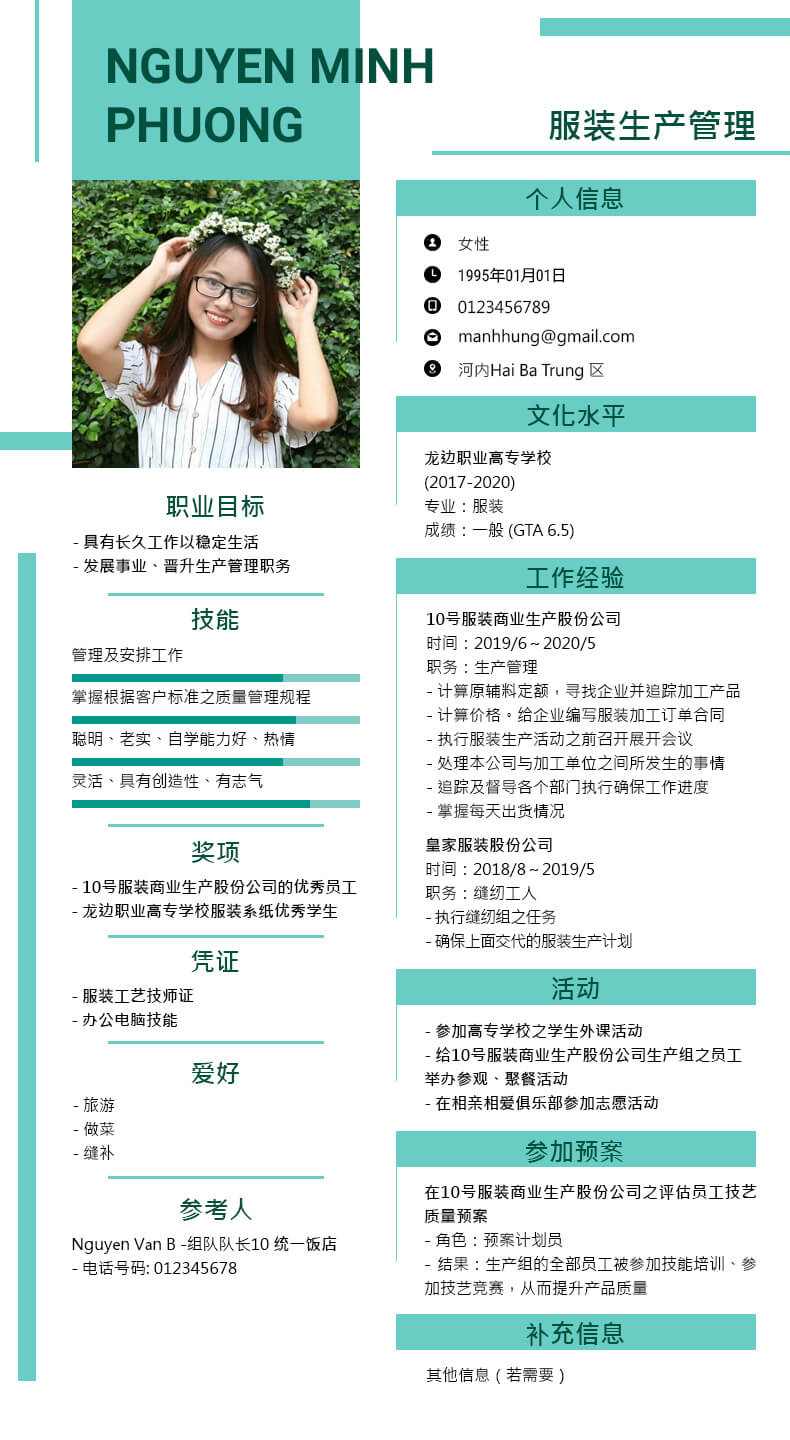 NGUYEN MINH
PHUONG
服装生产管理
职业目标
- 具有长久工作以稳定生活
- 发展事业、晋升生产管理职务
技能
管理及安排工作
掌握根据客户标准之质量管理规程
聪明、老实、自学能力好、热情
灵活、具有创造性、有志气
奖项
- 10号服装商业生产股份公司的优秀员工
- 龙边职业高专学校服装系纸优秀学生
凭证
- 服装工艺技师证
- 办公电脑技能
爱好
- 旅游
- 做菜
- 缝补
参考人
Nguyen Van B -组队队长10 统一饭店
- 电话号码: 012345678
个人信息
女性
1995年01月01日
0123456789
manhhung@gmail.com
河内Hai Ba Trung 区
文化水平
龙边职业高专学校
(2017-2020)
专业：服装
成绩：一般 (GTA 6.5)
工作经验
10号服装商业生产股份公司
时间：2019/6～2020/5
职务：生产管理
- 计算原辅料定额，寻找企业并追踪加工产品
- 计算价格。给企业编写服装加工订单合同
- 执行服装生产活动之前召开展开会议
- 处理本公司与加工单位之间所发生的事情
- 追踪及督导各个部门执行确保工作进度
- 掌握每天出货情况
皇家服装股份公司
时间：2018/8～2019/5
职务：缝纫工人
- 执行缝纫组之任务
- 确保上面交代的服装生产计划
活动
- 参加高专学校之学生外课活动
- 给10号服装商业生产股份公司生产组之员工
举办参观、聚餐活动
- 在相亲相爱俱乐部参加志愿活动
参加预案
在10号服装商业生产股份公司之评估员工技艺
质量预案
- 角色：预案计划员
- 结果：生产组的全部员工被参加技能培训、参
加技艺竞赛，从而提升产品质量
补充信息
其他信息（若需要）